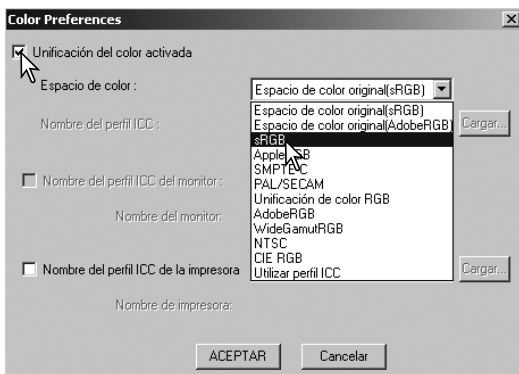 Color Preferences
Unificación del color activada
Espacio de color :
Espacio de color original(sRGB)
Espacio de color original(sRGB)
Espacio de color original(AdobeRGB)
Nombre del perfil ICC :
Cargar...
sRGB
SMPTE-C
Nombre del perfil ICC del monitor :
PAL/SECAM
Unificación de color RGB
Nombre del monitor:
AdobeRGB
WideGamutRGB
NTSC
CIE RGB
Nombre del perfil ICC de la impresora
Utilizar perfil ICC
Cargar...
Nombre de impresora:
ACEPTAR
Cancelar